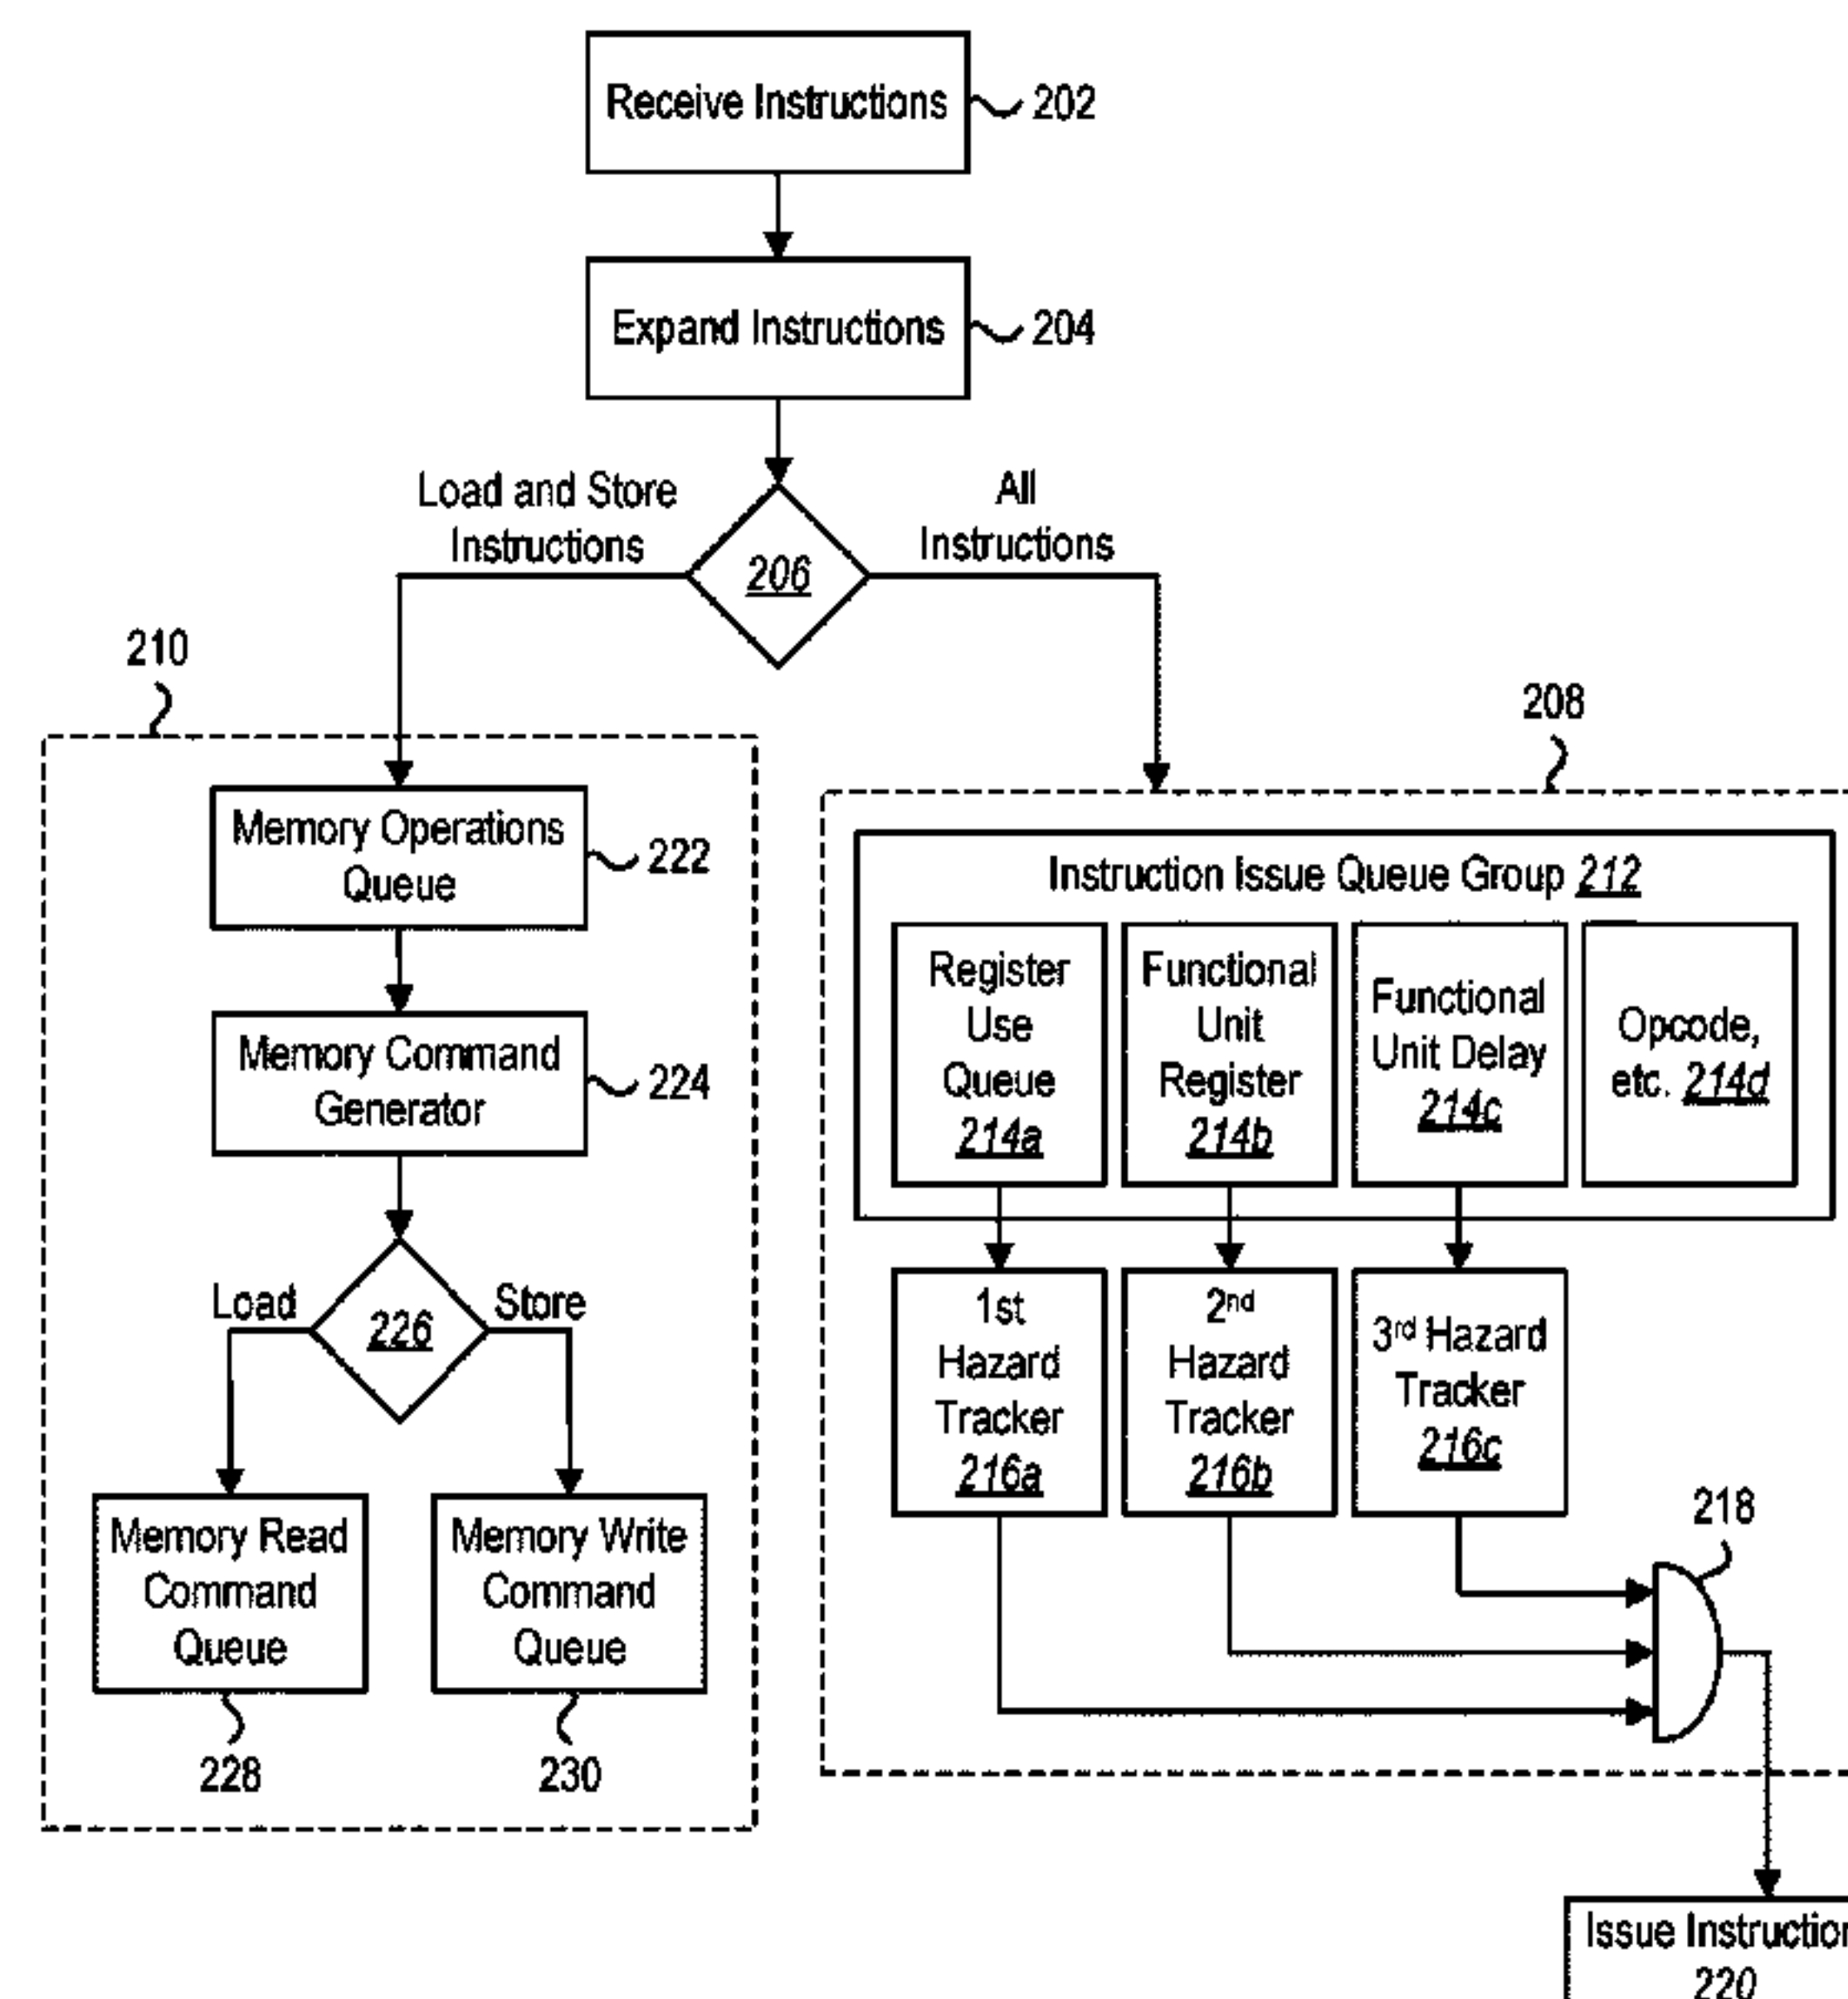 Receive Instructions
202
Expand Instructions
204
Load and Store
Instructions
206
All
Instructions
210
208
Memory Operations
Queue
222
Memory Command
Generator
224
226
Load
Store
Memory Read
Command
Queue
228
Memory Write
Command
Queue
230
Instruction Issue Queue Group 212
Register
Use
Queue
214a
Functional
Unit
Register
214b
Functional
Unit Delay
214c
Opcode,
etc. 214d
1st
Hazard
Tracker
216a
2nd
Hazard
Tracker
216b
3rd Hazard
Tracker
216c
218
Issue Instruction
220